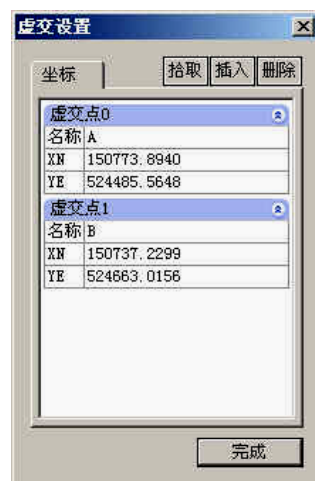 虚交设置
坐标 拾取 插入 删除
虚交点0
名称 A
XN 150773.8940
YE 524485.5648
虚交点1
名称 B
XN 150737.2299
YE 524663.0156
完成